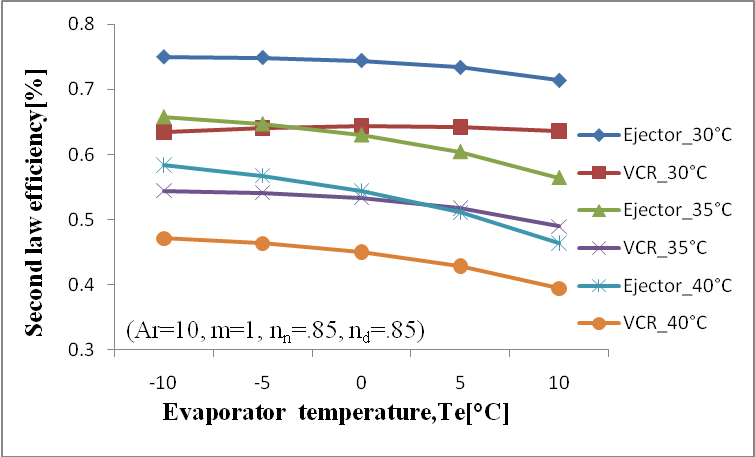 0.8
0.7
0.6
0.5
0.4
0.3
Second law efficiency[%]
Ejector_30°C
VCR_30°C
Ejector_35°C
VCR_35°C
Ejector_40°C
VCR_40°C
(Ar=10, m=1, nn=.85, nd=.85)
-10 -5 0 5 10
Evaporator temperature,Te[°C]